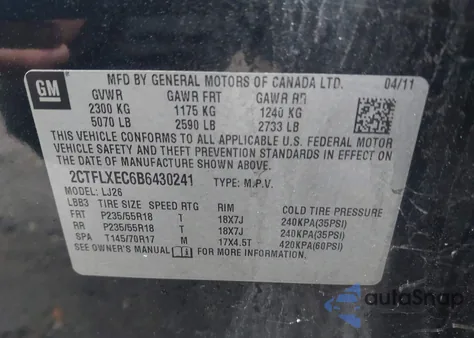 GM
MFD BY GENERAL MOTORS OF CANADA LTD. 04/11
GVWR GAWR FRT GAWR RR
2300 KG 1175 KG 1240 KG
5070 LB 2590 LB 2733 LB
THIS VEHICLE CONFORMS TO ALL APPLICABLE U.S. FEDERAL MOTOR
VEHICLE SAFETY AND THEFT PREVENTION STANDARDS IN EFFECT ON
THE DATE OF MANUFACTURE SHOWN ABOVE.
2CTFLXEC6B6430241 TYPE: M.P.V.
MODEL: LJ26
LBB3 TIRE SIZE SPEED RTG RIM COLD TIRE PRESSURE
FRT P235/55R18 T 18X7J 240KPA(35PSI)
RR P235/55R18 T 18X7J 240KPA(35PSI)
SPA T145/70R17 M 17X4.5T 420KPA(60PSI)
SEE OWNER'S MANUAL FOR MORE INFORMATION.
autoSnap